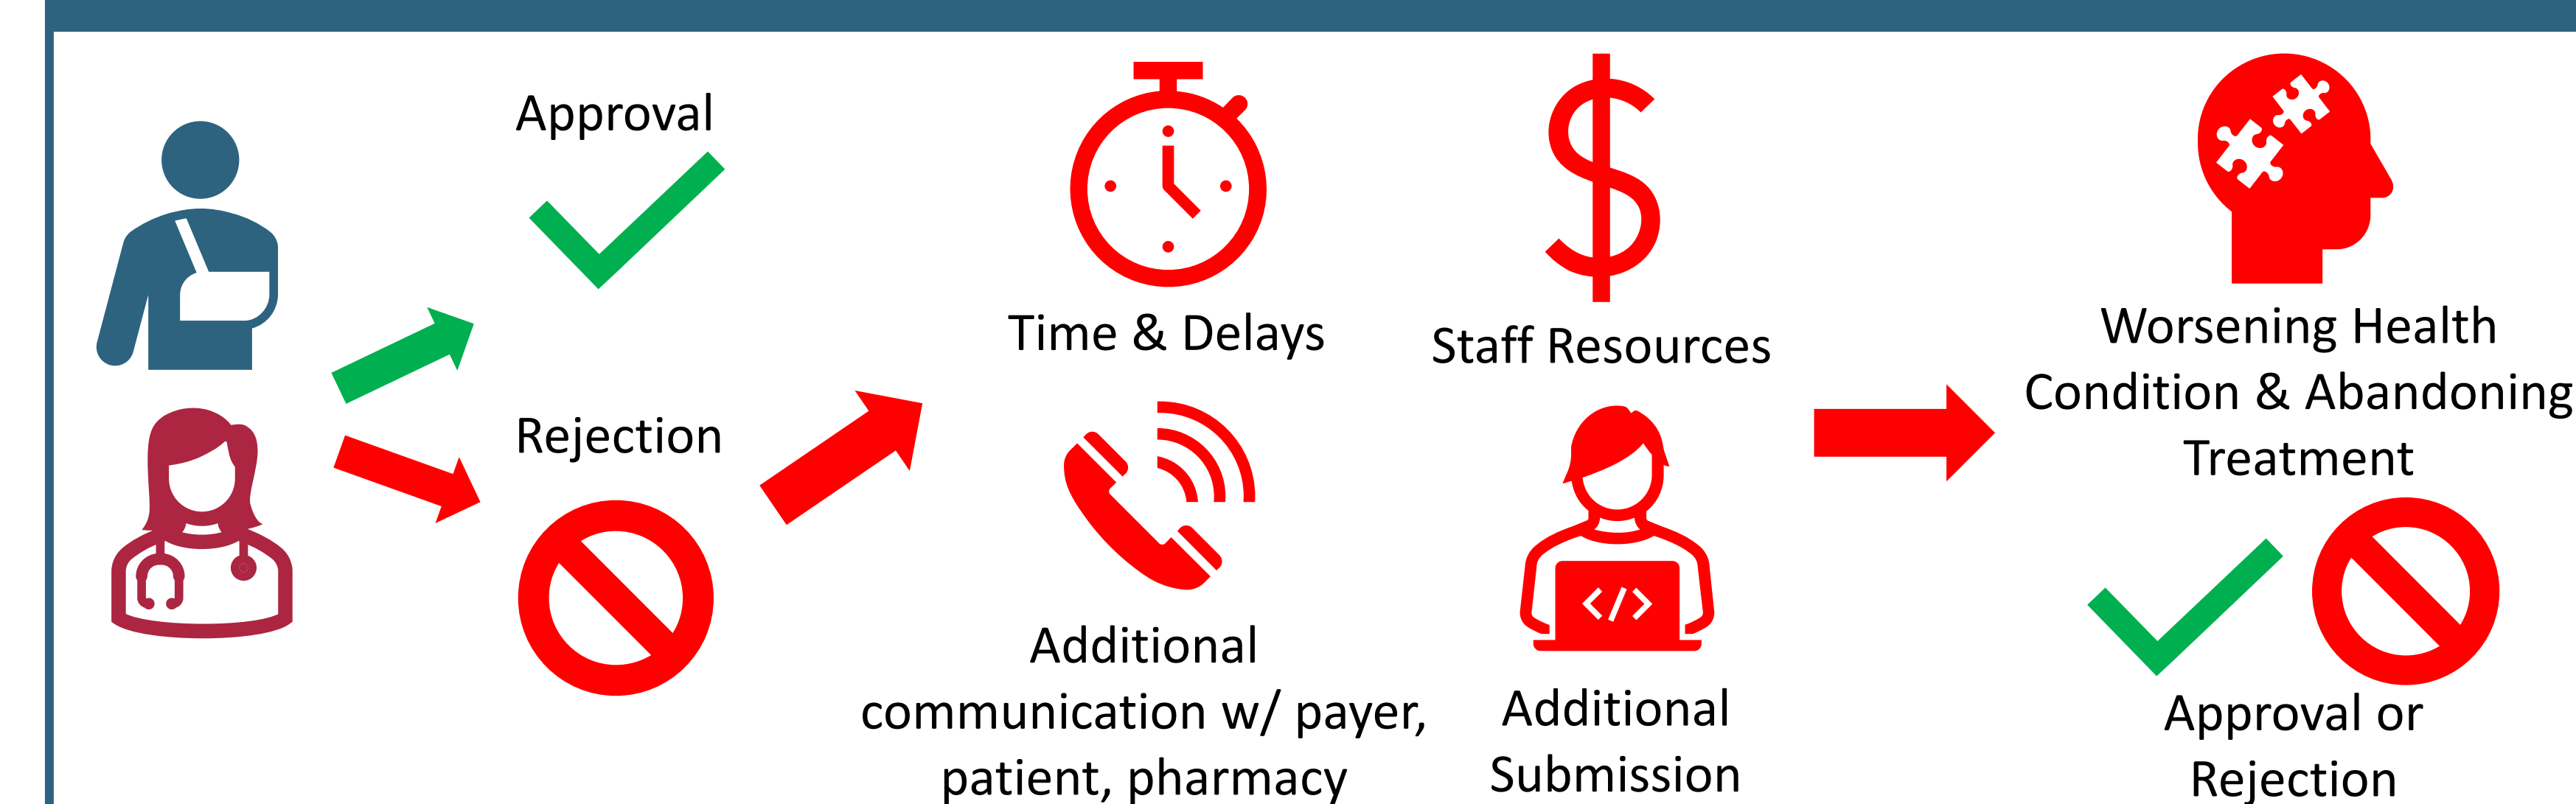 Approval
Rejection
Time & Delays
Staff Resources
Additional
communication w/ payer,
patient, pharmacy
</>
Additional
Submission
Worsening Health
Condition & Abandoning
Treatment
Approval or
Rejection